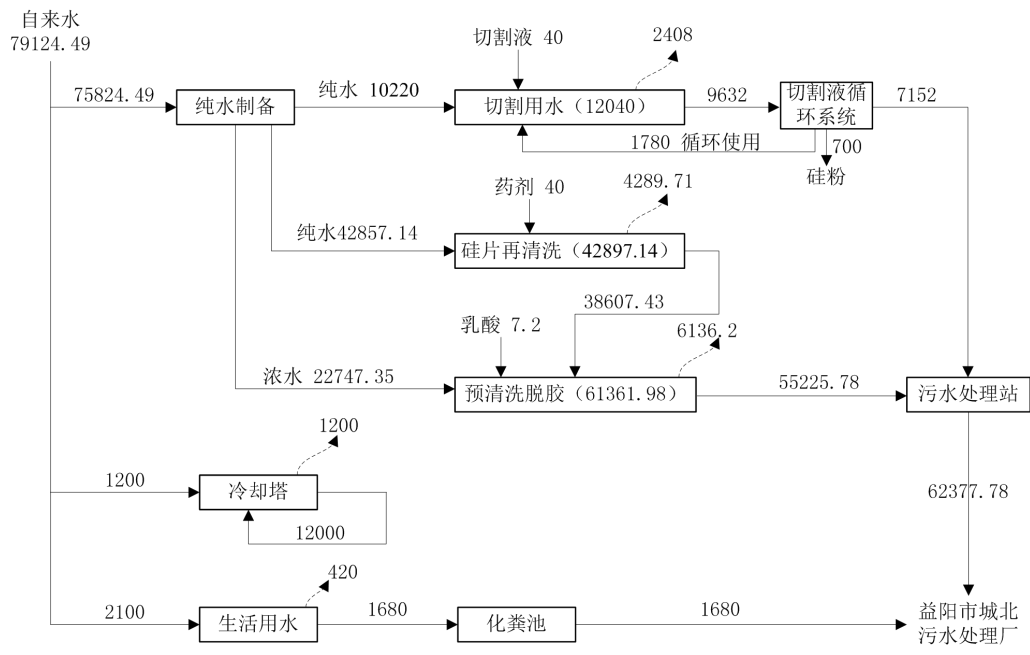 自来水
79124.49
切割液 40
2408
75824.49
纯水制备
纯水 10220
切割用水（12040）
9632
切割液循
环系统
7152
1780 循环使用
700
硅粉
药剂 40
4289.71
纯水42857.14
硅片再清洗（42897.14）
38607.43
乳酸 7.2
6136.2
浓水 22747.35
预清洗脱胶（61361.98）
55225.78
污水处理站
1200
1200
冷却塔
12000
62377.78
420
2100
生活用水
1680
化粪池
1680
益阳市城北
污水处理厂